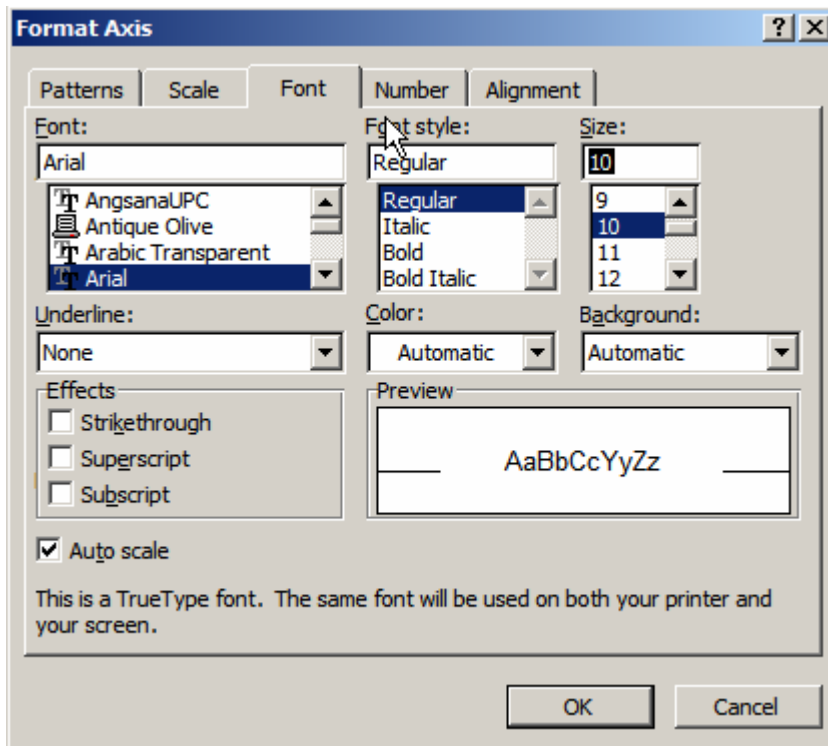 Format Axis
Patterns Scale Font Number Alignment
Font: Font style: Size:
Arial Regular 10
AngsanaUPC Regular 9
Antique Olive Italic 10
Arabic Transparent Bold 11
Arial Bold Italic 12
Underline: Color: Background:
None Automatic Automatic
Effects Preview
Strikethrough
Superscript AaBbCcYyZz
Subscript
Auto scale
This is a TrueType font. The same font will be used on both your printer and
your screen.
OK Cancel